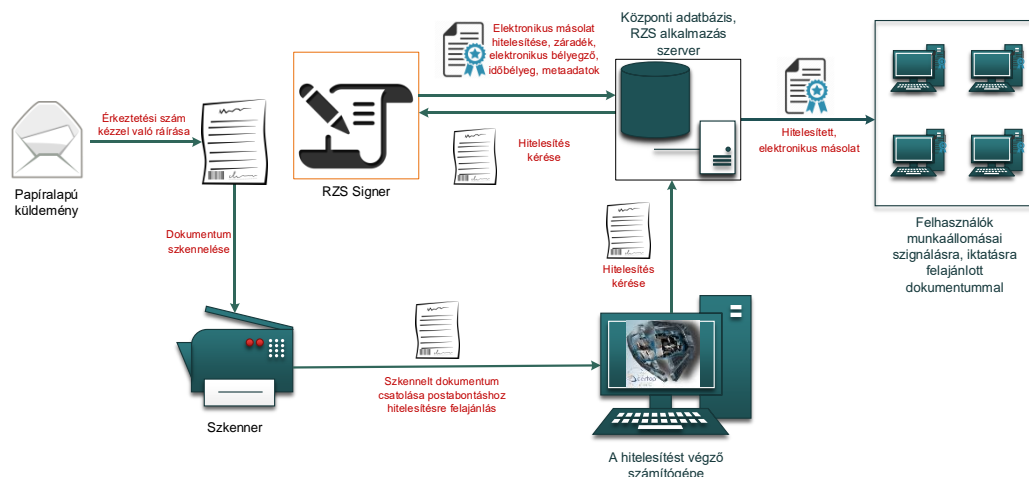 Papíralapú
küldemény
Érkeztetési szám
kézzel való ráírása
Dokumentum
szkennelése
Szkenner
Szkennelt dokumentum
csatolása postabontáshoz
hitelesítésre felajánlás
A hitelesítést végző
számítógépe
Hitelesítés
kérése
RZS Signer
Elektronikus másolat
hitelesítése, záradék,
elektronikus bélyegző,
időbélyeg, metaadatok
Hitelesítés
kérése
Központi adatbázis,
RZS alkalmazás
szerver
Hitelesített,
elektronikus másolat
Felhasználók
munkaállomásai
szignálásra, iktatásra
felajánlott
dokumentummal